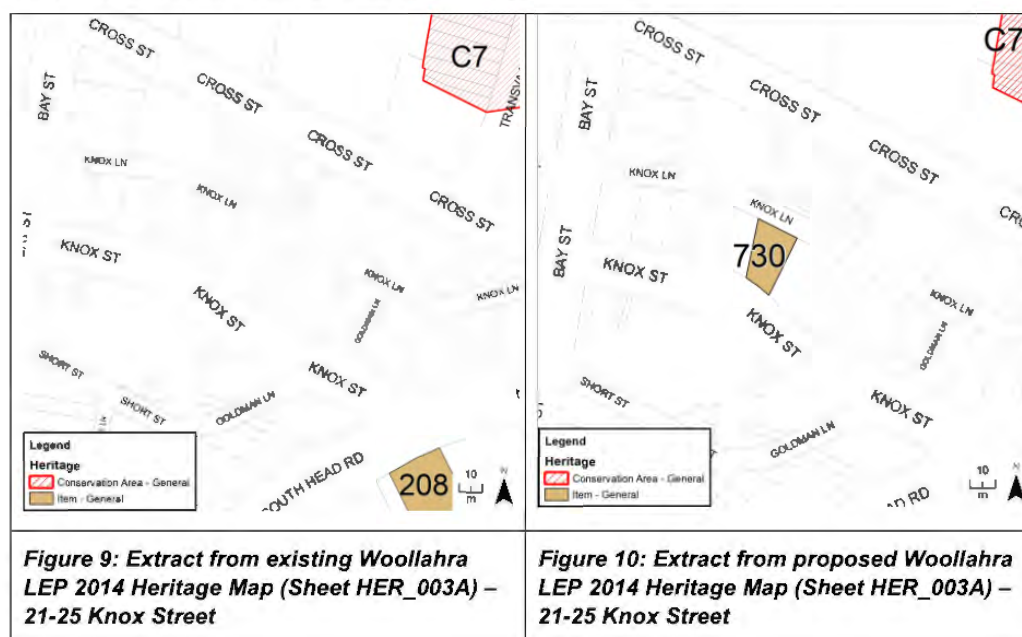 CROSS ST
C7
BAY ST
CROSS ST
TRANSVA
CROSS ST
KNOX LN
KNOX LN
CROSS ST
KNOX ST
KNOX LN
KNOX LN
KNOX ST
GOLDMAN LN
SHORT ST
KNOX ST
SHORT ST
GOLDMAN LN
SOUTH HEAD RD
208
Legend
Heritage
Conservation Area - General
Item - General
10
m
N
CROSS ST
C7
BAY ST
CROSS ST
CROSS ST
KNOX LN
KNOX LN
730
BAY ST
KNOX ST
KNOX LN
KNOX ST
GOLDMAN LN
SHORT ST
KNOX ST
GOLDMAN LN
AD RD
Legend
Heritage
Conservation Area - General
Item - General
10
m
N
Figure 9: Extract from existing Woollahra
LEP 2014 Heritage Map (Sheet HER_003A) –
21-25 Knox Street
Figure 10: Extract from proposed Woollahra
LEP 2014 Heritage Map (Sheet HER_003A) –
21-25 Knox Street